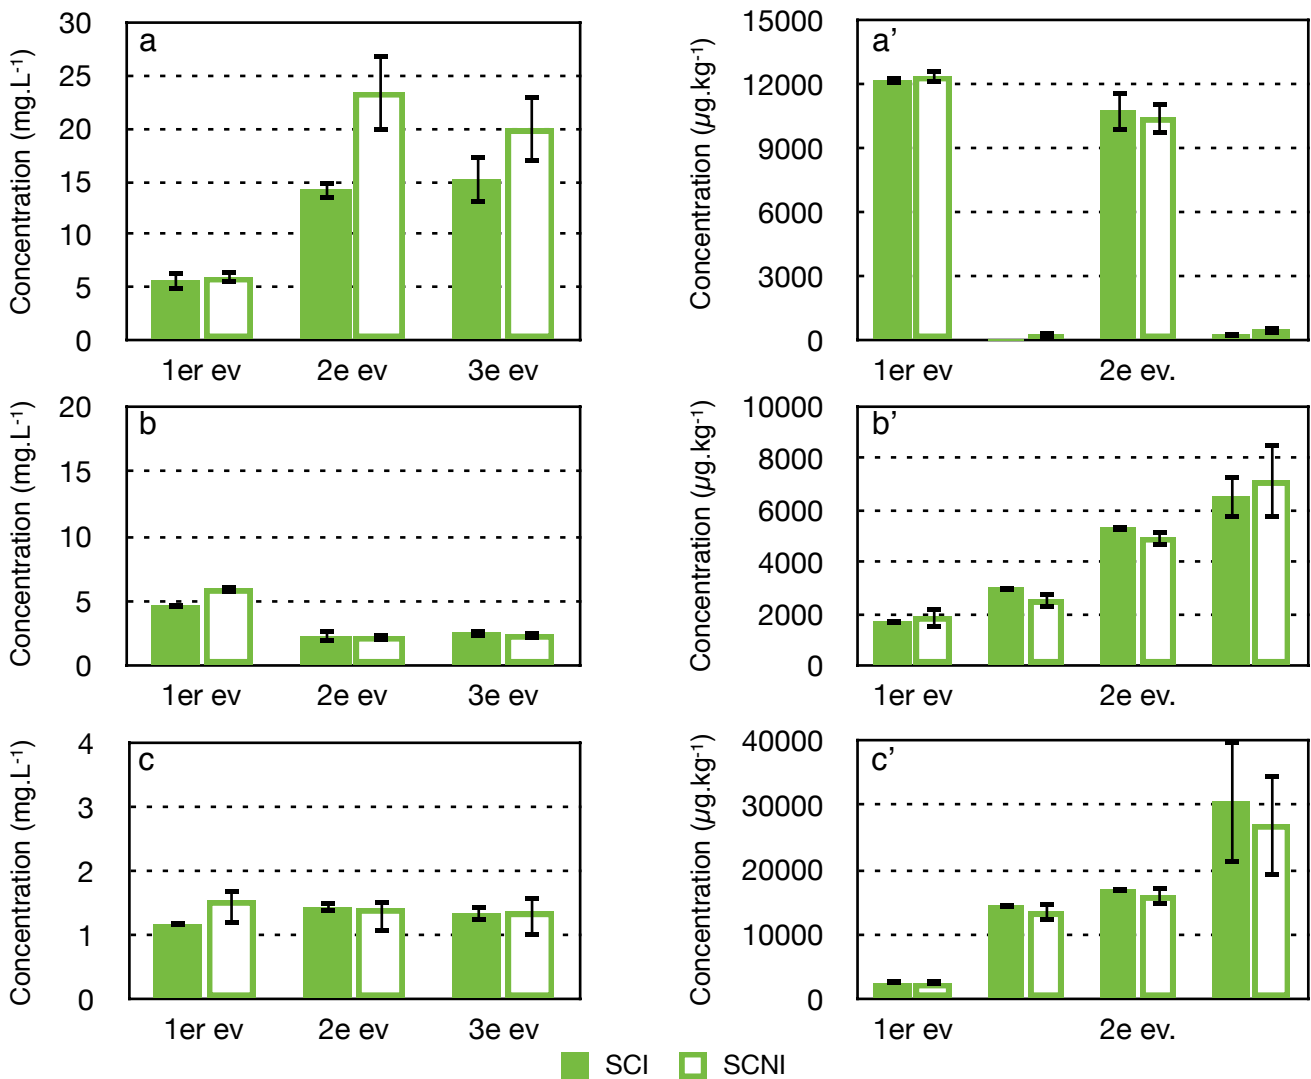 a
Concentration (mg.L-1)
30
25
20
15
10
5
0
1er ev 2e ev 3e ev
a’
Concentration (µg.kg-1)
15000
12000
9000
6000
3000
0
1er ev 2e ev.
b
Concentration (mg.L-1)
20
15
10
5
0
1er ev 2e ev 3e ev
b’
Concentration (µg.kg-1)
10000
8000
6000
4000
2000
0
1er ev 2e ev.
c
Concentration (mg.L-1)
4
3
2
1
0
1er ev 2e ev 3e ev
c’
Concentration (µg.kg-1)
40000
30000
20000
10000
0
1er ev 2e ev.
SCI SCNI